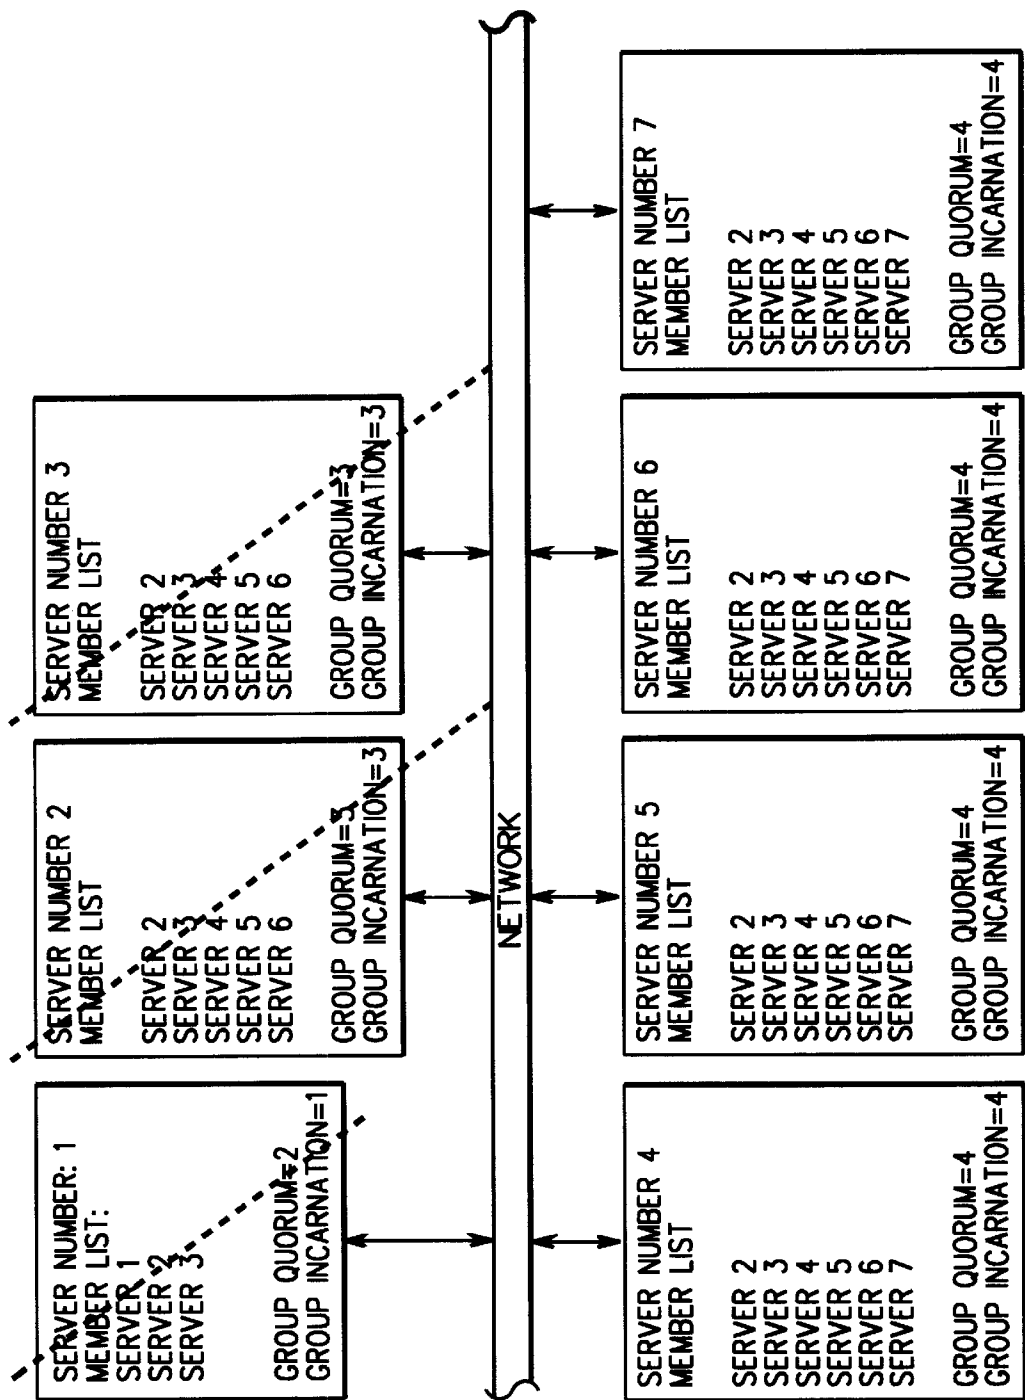 SERVER NUMBER: 1
MEMBER LIST:
SERVER 1
SERVER 2
SERVER 3
GROUP QUORUM=2
GROUP INCARNATION=1
SERVER NUMBER 2
MEMBER LIST
SERVER 2
SERVER 3
SERVER 4
SERVER 5
SERVER 6
GROUP QUORUM=3
GROUP INCARNATION=3
SERVER NUMBER 3
MEMBER LIST
SERVER 2
SERVER 3
SERVER 4
SERVER 5
SERVER 6
GROUP QUORUM=3
GROUP INCARNATION=3
NETWORK
SERVER NUMBER 4
MEMBER LIST
SERVER 2
SERVER 3
SERVER 4
SERVER 5
SERVER 6
SERVER 7
GROUP QUORUM=4
GROUP INCARNATION=4
SERVER NUMBER 5
MEMBER LIST
SERVER 2
SERVER 3
SERVER 4
SERVER 5
SERVER 6
SERVER 7
GROUP QUORUM=4
GROUP INCARNATION=4
SERVER NUMBER 6
MEMBER LIST
SERVER 2
SERVER 3
SERVER 4
SERVER 5
SERVER 6
SERVER 7
GROUP QUORUM=4
GROUP INCARNATION=4
SERVER NUMBER 7
MEMBER LIST
SERVER 2
SERVER 3
SERVER 4
SERVER 5
SERVER 6
SERVER 7
GROUP QUORUM=4
GROUP INCARNATION=4